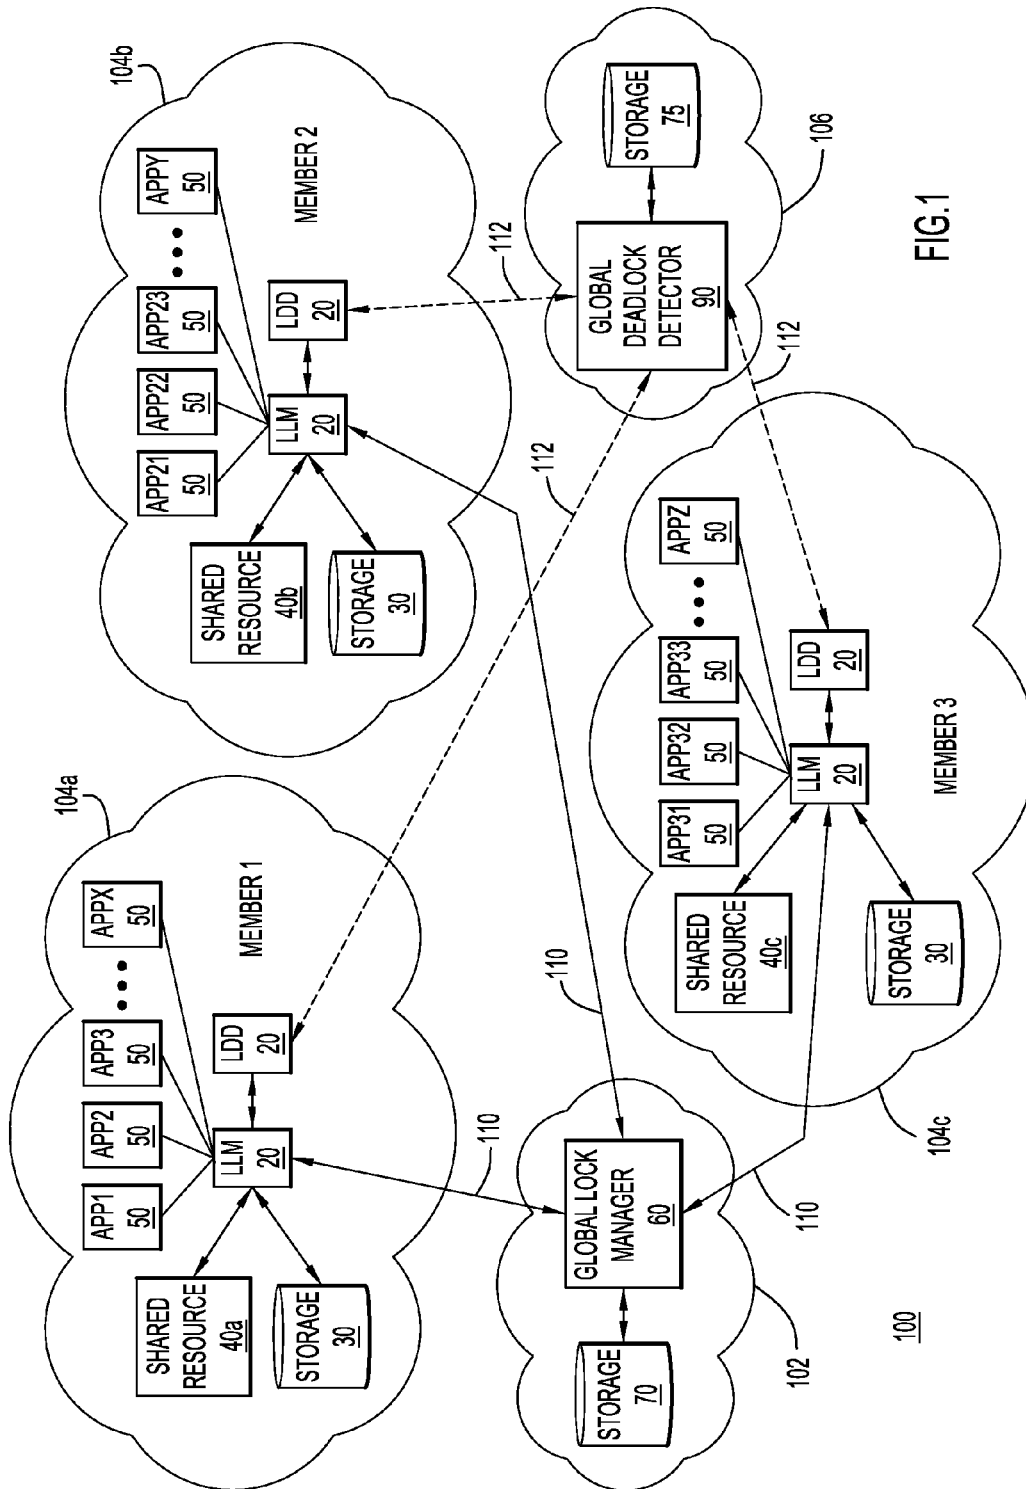 104a
APP1
50
APP2
50
APP3
50
APPX
50
MEMBER 1
LLM
20
LDD
20
SHARED
RESOURCE
40a
STORAGE
30
104b
APP21
50
APP22
50
APP23
50
APPY
50
MEMBER 2
LLM
20
LDD
20
SHARED
RESOURCE
40b
STORAGE
30
110
110
110
112
112
112
STORAGE
70
GLOBAL LOCK
MANAGER
60
102
APP31
50
APP32
50
APP33
50
APPZ
50
LLM
20
LDD
20
SHARED
RESOURCE
40c
STORAGE
30
MEMBER 3
104c
GLOBAL
DEADLOCK
DETECTOR
90
STORAGE
75
106
100
FIG.1